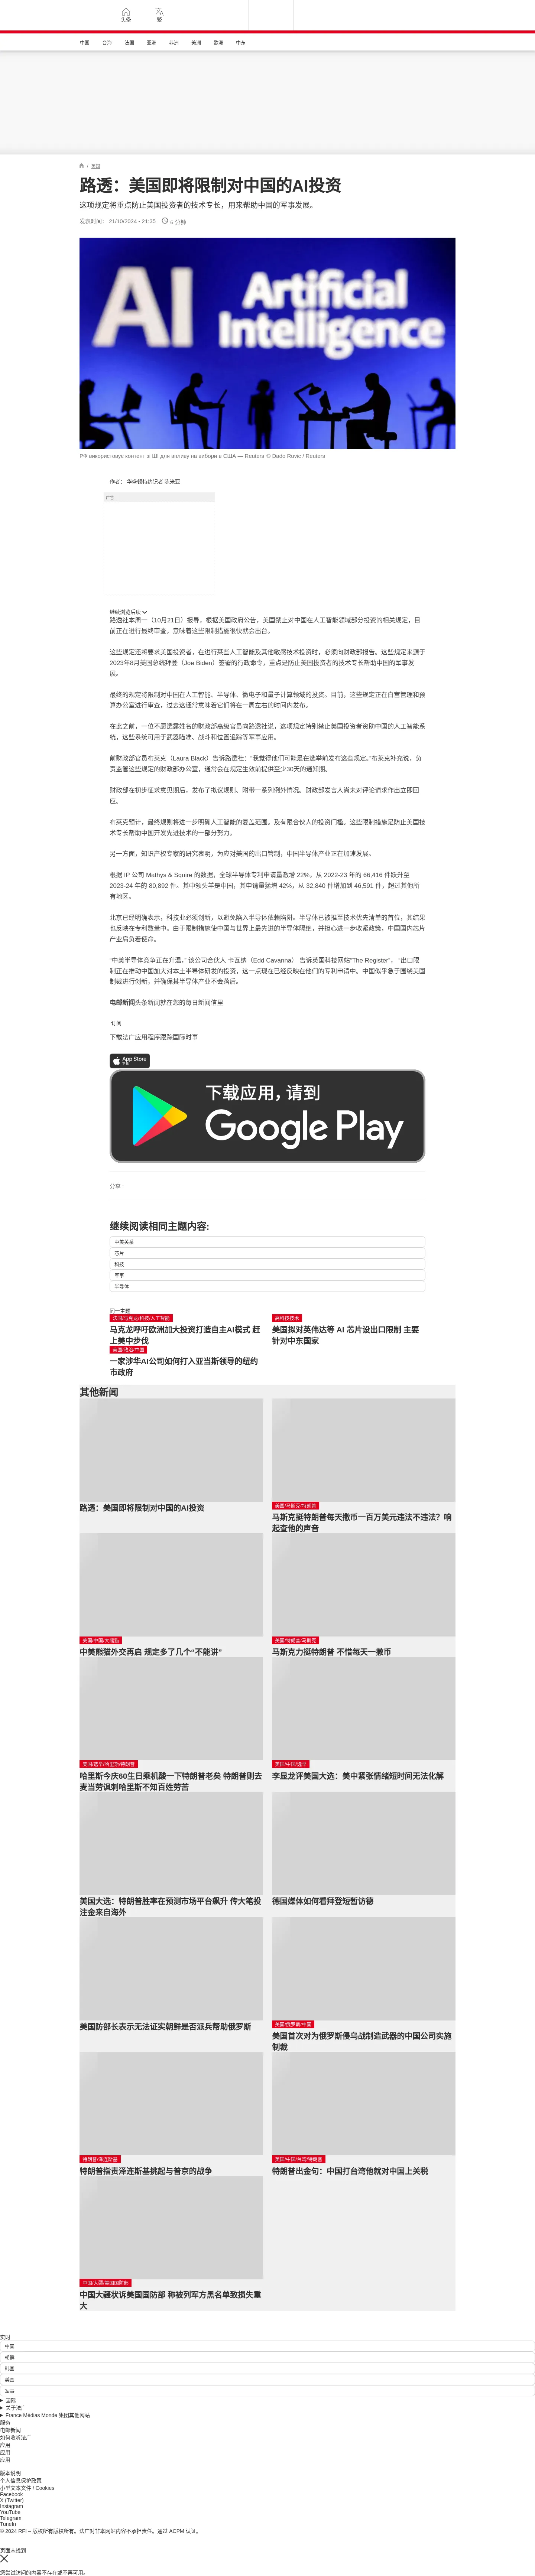 头条
繁
中国
台海
法国
亚洲
非洲
美洲
欧洲
中东
/ 美国
路透：美国即将限制对中国的AI投资
这项规定将重点防止美国投资者的技术专长，用来帮助中国的军事发展。
发表时间： 21/10/2024 - 21:35
6 分钟
AI Artificial Intelligence
РФ використовує контент зі ШІ для впливу на вибори в США — Reuters © Dado Ruvic / Reuters
作者： 华盛顿特约记者 陈米亚
广告
继续浏览后续
路透社本周一（10月21日）报导，根据美国政府公告，美国禁止对中国在人工智能领域部分投资的相关规定，目前正在进行最终审查，意味着这些限制措施很快就会出台。
这些规定还将要求美国投资者，在进行某些人工智能及其他敏感技术投资时，必须向财政部报告。这些规定来源于2023年8月美国总统拜登（Joe Biden）签署的行政命令，重点是防止美国投资者的技术专长帮助中国的军事发展。
最终的规定将限制对中国在人工智能、半导体、微电子和量子计算领域的投资。目前，这些规定正在白宫管理和预算办公室进行审查，过去这通常意味着它们将在一周左右的时间内发布。
在此之前，一位不愿透露姓名的财政部高级官员向路透社说，这项规定特别禁止美国投资者资助中国的人工智能系统，这些系统可用于武器瞄准、战斗和位置追踪等军事应用。
前财政部官员布莱克（Laura Black）告诉路透社：“我觉得他们可能是在选举前发布这些规定。”布莱克补充说，负责监管这些规定的财政部办公室，通常会在规定生效前提供至少30天的通知期。
财政部在初步征求意见期后，发布了拟议规则、附带一系列例外情况。财政部发言人尚未对评论请求作出立即回应。
布莱克预计，最终规则将进一步明确人工智能的复盖范围。及有限合伙人的投资门槛。这些限制措施是防止美国技术专长帮助中国开发先进技术的一部分努力。
另一方面，知识产权专家的研究表明，为应对美国的出口管制，中国半导体产业正在加速发展。
根据 IP 公司 Mathys & Squire 的数据，全球半导体专利申请量激增 22%，从 2022-23 年的 66,416 件跃升至 2023-24 年的 80,892 件。其中领头羊是中国，其申请量猛增 42%，从 32,840 件增加到 46,591 件，超过其他所有地区。
北京已经明确表示，科技业必须创新，以避免陷入半导体依赖陷阱。半导体已被推至技术优先清单的首位，其结果也反映在专利数量中。由于限制措施使中国与世界上最先进的半导体隔绝，并担心进一步收紧政策，中国国内芯片产业肩负着使命。
“中美半导体竞争正在升温，” 该公司合伙人 卡瓦纳（Edd Cavanna） 告诉英国科技网站“The Register”， “出口限制正在推动中国加大对本土半导体研发的投资，这一点现在已经反映在他们的专利申请中。中国似乎急于围绕美国制裁进行创新，并确保其半导体产业不会落后。
电邮新闻头条新闻就在您的每日新闻信里
订阅
下载法广应用程序跟踪国际时事
App Store
下载
下载应用，请到
Google Play
分享 :
继续阅读相同主题内容:
中美关系
芯片
科技
军事
半导体
同一主题
法国/马克龙/科技/人工智能
马克龙呼吁欧洲加大投资打造自主AI模式 赶上美中步伐
高科技技术
美国拟对英伟达等 AI 芯片设出口限制 主要针对中东国家
美国/政治/中国
一家涉华AI公司如何打入亚当斯领导的纽约市政府
其他新闻
路透：美国即将限制对中国的AI投资
美国/马斯克/特朗普
马斯克挺特朗普每天撒币一百万美元违法不违法？响起查他的声音
美国/中国/大熊猫
中美熊猫外交再启 规定多了几个“不能讲”
美国/特朗普/马斯克
马斯克力挺特朗普 不惜每天一撒币
美国/选举/哈里斯/特朗普
哈里斯今庆60生日乘机酸一下特朗普老矣 特朗普则去麦当劳讽刺哈里斯不知百姓劳苦
美国/中国/选举
李显龙评美国大选：美中紧张情绪短时间无法化解
美国大选：特朗普胜率在预测市场平台飙升 传大笔投注金来自海外
德国媒体如何看拜登短暂访德
美国防部长表示无法证实朝鲜是否派兵帮助俄罗斯
美国/俄罗斯/中国
美国首次对为俄罗斯侵乌战制造武器的中国公司实施制裁
特朗普/泽连斯基
特朗普指责泽连斯基挑起与普京的战争
美国/中国/台湾/特朗普
特朗普出金句：中国打台湾他就对中国上关税
中国/大疆/美国国防部
中国大疆状诉美国国防部 称被列军方黑名单致损失重大
实时
中国
朝鲜
韩国
美国
军事
国际
关于法广
France Médias Monde 集团其他网站
服务
电邮新闻
如何收听法广
应用
应用
应用
版本说明
个人信息保护政策
小型文本文件 / Cookies
Facebook
X (Twitter)
Instagram
YouTube
Telegram
TuneIn
© 2024 RFI – 版权所有版权所有。法广对非本网站内容不承担责任。通过 ACPM 认证。
页面未找到
您尝试访问的内容不存在或不再可用。